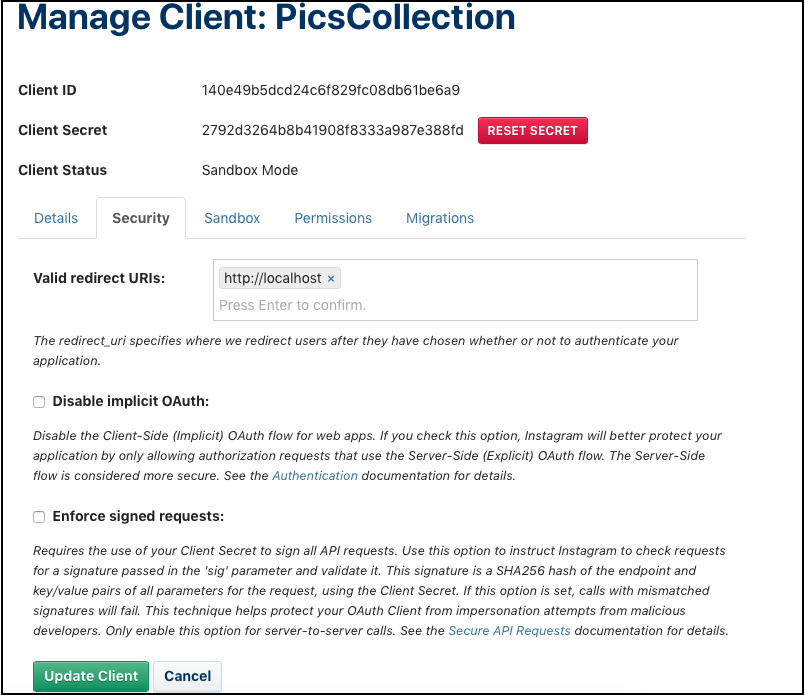 Manage Client: PicsCollection
Client ID 140e49b5dcd24c6f829fc08db61be6a9
Client Secret 2792d3264b8b41908f8333a987e388fd RESET SECRET
Client Status Sandbox Mode
Details Security Sandbox Permissions Migrations
Valid redirect URIs: http://localhost ×
Press Enter to confirm.
The redirect_uri specifies where we redirect users after they have chosen whether or not to authenticate your
application.
Disable implicit OAuth:
Disable the Client-Side (Implicit) OAuth flow for web apps. If you check this option, Instagram will better protect your
application by only allowing authorization requests that use the Server-Side (Explicit) OAuth flow. The Server-Side
flow is considered more secure. See the Authentication documentation for details.
Enforce signed requests:
Requires the use of your Client Secret to sign all API requests. Use this option to instruct Instagram to check requests
for a signature passed in the 'sig' parameter and validate it. This signature is a SHA256 hash of the endpoint and
key/value pairs of all parameters for the request, using the Client Secret. If this option is set, calls with mismatched
signatures will fail. This technique helps protect your OAuth Client from impersonation attempts from malicious
developers. Only enable this option for server-to-server calls. See the Secure API Requests documentation for details.
Update Client Cancel